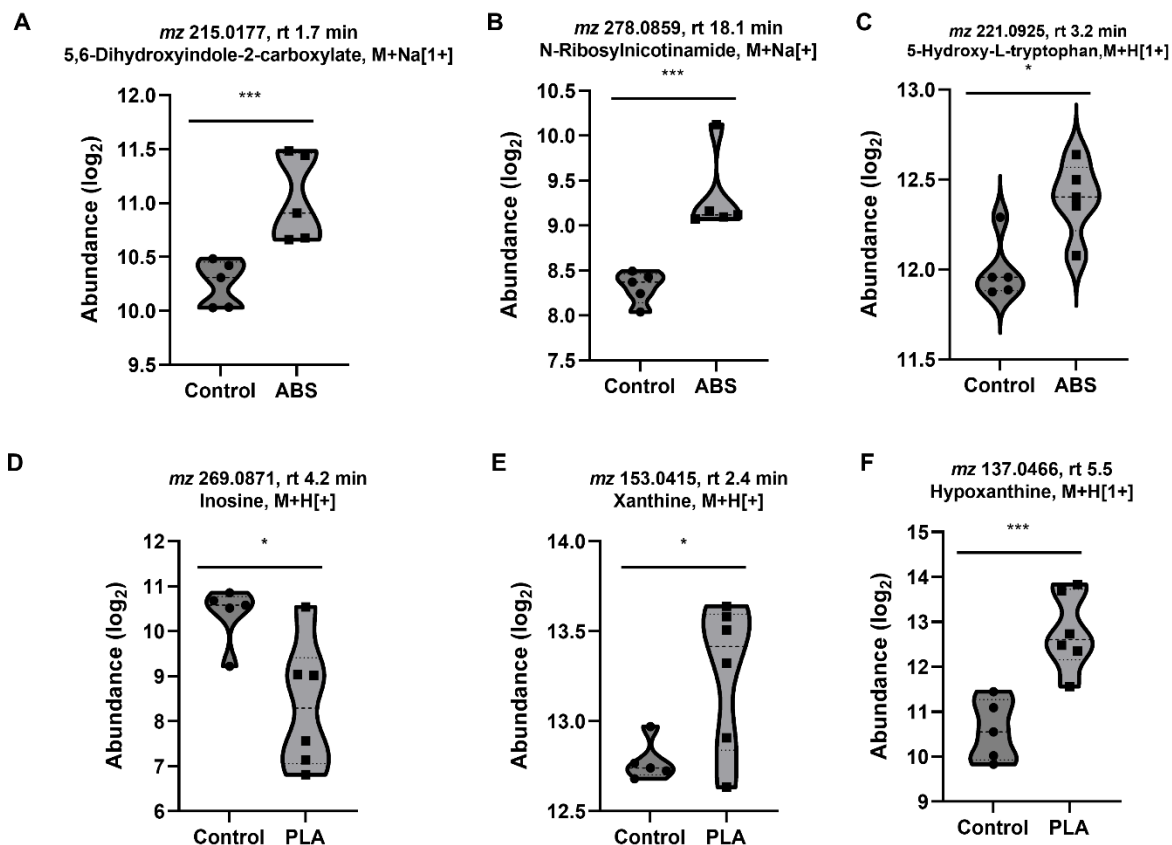 A
mz 215.0177, rt 1.7 min
5,6-Dihydroxyindole-2-carboxylate, M+Na[1+]
***
Abundance (log2)
12.0
11.5
11.0
10.5
10.0
9.5
Control ABS
B
mz 278.0859, rt 18.1 min
N-Ribosylnicotinamide, M+Na[+]
***
Abundance (log2)
10.5
10.0
9.5
9.0
8.5
8.0
7.5
Control ABS
C
mz 221.0925, rt 3.2 min
5-Hydroxy-L-tryptophan,M+H[1+]
*
Abundance (log2)
13.0
12.5
12.0
11.5
Control ABS
D
mz 269.0871, rt 4.2 min
Inosine, M+H[+]
*
Abundance (log2)
12
11
10
9
8
7
6
Control PLA
E
mz 153.0415, rt 2.4 min
Xanthine, M+H[+]
*
Abundance (log2)
14.0
13.5
13.0
12.5
Control PLA
F
mz 137.0466, rt 5.5
Hypoxanthine, M+H[1+]
***
Abundance (log2)
15
14
13
12
11
10
9
Control PLA